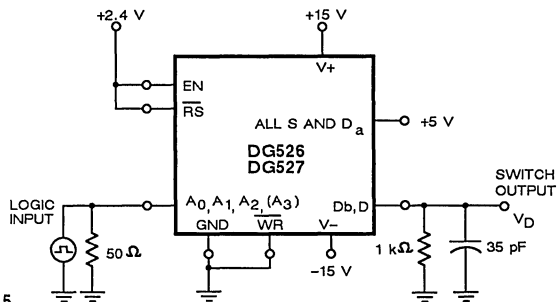 +2.4 V
+15 V
V+
EN
RS
ALL S AND Da
+5 V
DG526
DG527
SWITCH
OUTPUT
LOGIC
INPUT
A0, A1, A2, (A3)
Db, D
VD
GND
WR
V–
50 Ω
1 kΩ
35 pF
–15 V
5